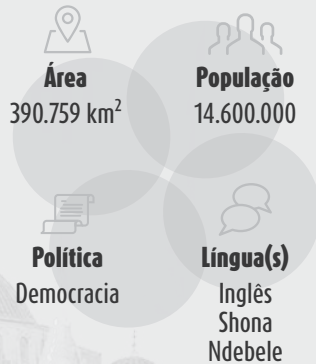 Área
390.759 km²
População
14.600.000
Política
Democracia
Língua(s)
Inglês
Shona
Ndebele